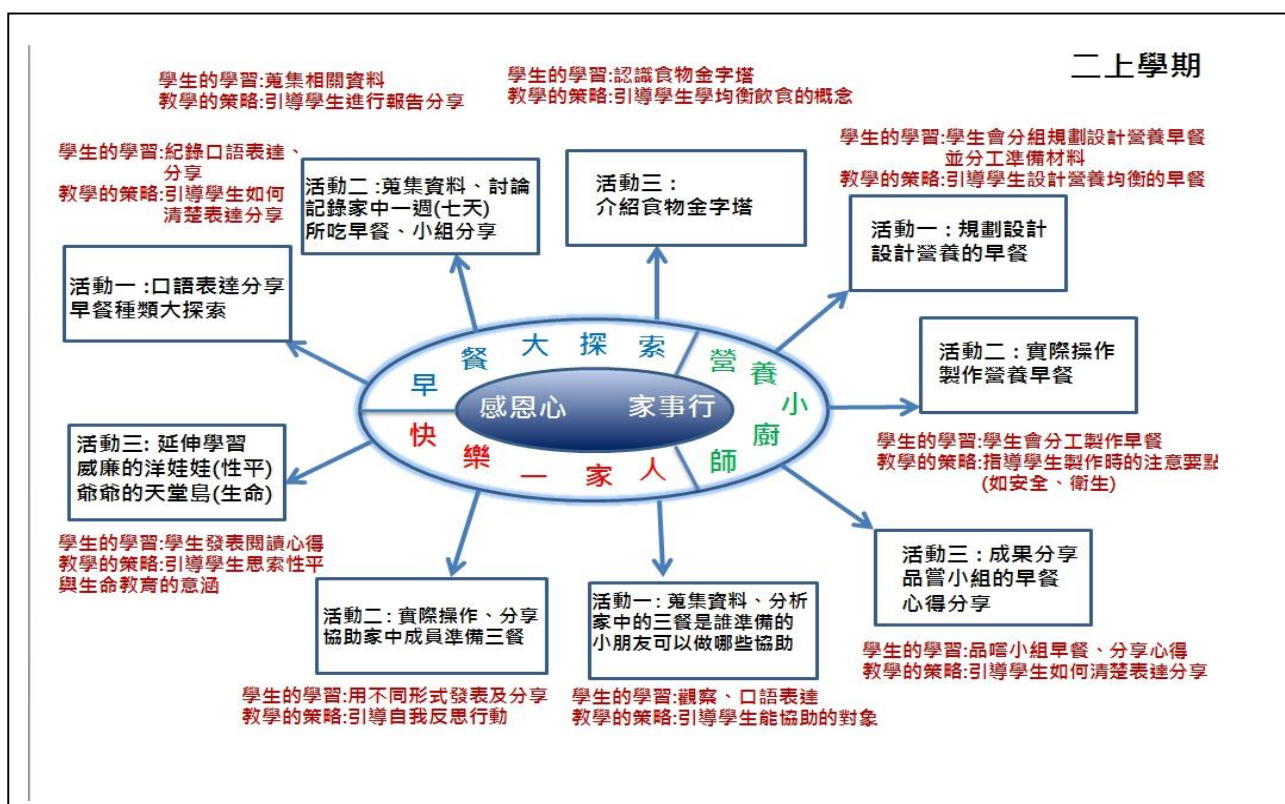 二上學期
學生的學習:蒐集相關資料
教學的策略:引導學生進行報告分享
學生的學習:認識食物金字塔
教學的策略:引導學生學均衡飲食的概念
學生的學習:紀錄口語表達、
分享
教學的策略:引導學生如何
清楚表達分享
活動二 :蒐集資料、討論
記錄家中一週(七天)
所吃早餐、小組分享
活動三 :
介紹食物金字塔
學生的學習:學生會分組規劃設計營養早餐
並分工準備材料
教學的策略:引導學生設計營養均衡的早餐
活動一 : 規劃設計
設計營養的早餐
活動一 :口語表達分享
早餐種類大探索
早餐大探索
營養小廚師
快樂一家人
感恩心 家事行
活動二 : 實際操作
製作營養早餐
學生的學習:學生會分工製作早餐
教學的策略:指導學生製作時的注意要點
(如安全、衛生)
活動三: 延伸學習
威廉的洋娃娃(性平)
爺爺的天堂島(生命)
學生的學習:學生發表閱讀心得
教學的策略:引導學生思索性平
與生命教育的意涵
活動二 : 實際操作、分享
協助家中成員準備三餐
學生的學習:用不同形式發表及分享
教學的策略:引導自我反思行動
活動一 : 蒐集資料、分析
家中的三餐是誰準備的
小朋友可以做哪些協助
學生的學習:觀察、口語表達
教學的策略:引導學生能協助的對象
活動三 : 成果分享
品嘗小組的早餐
心得分享
學生的學習:品嚐小組早餐、分享心得
教學的策略:引導學生如何清楚表達分享